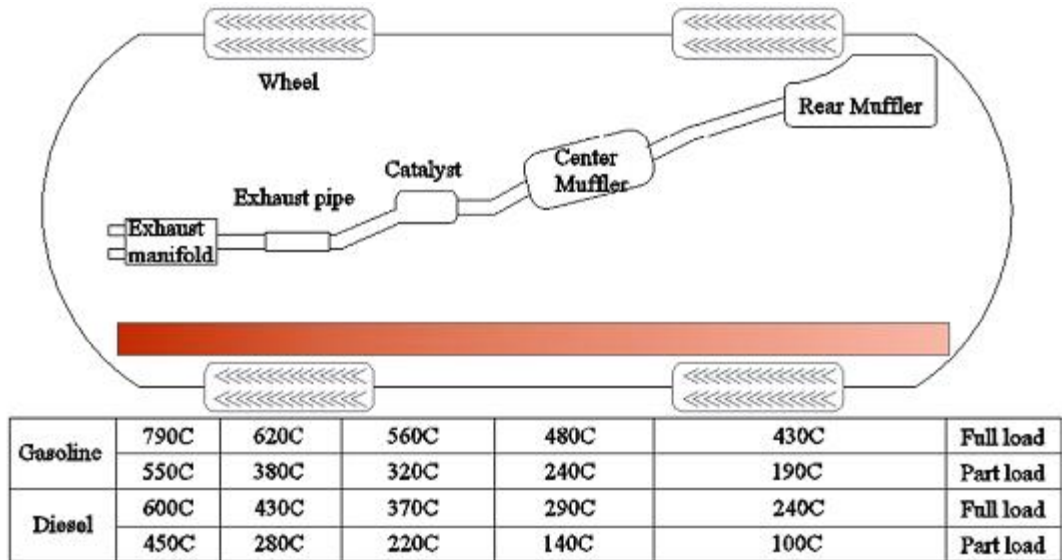 Wheel
Rear Muffler
Center
Muffler
Catalyst
Exhaust pipe
Exhaust
manifold
Gasoline 790C 620C 560C 480C 430C Full load
550C 380C 320C 240C 190C Part load
Diesel 600C 430C 370C 290C 240C Full load
450C 280C 220C 140C 100C Part load